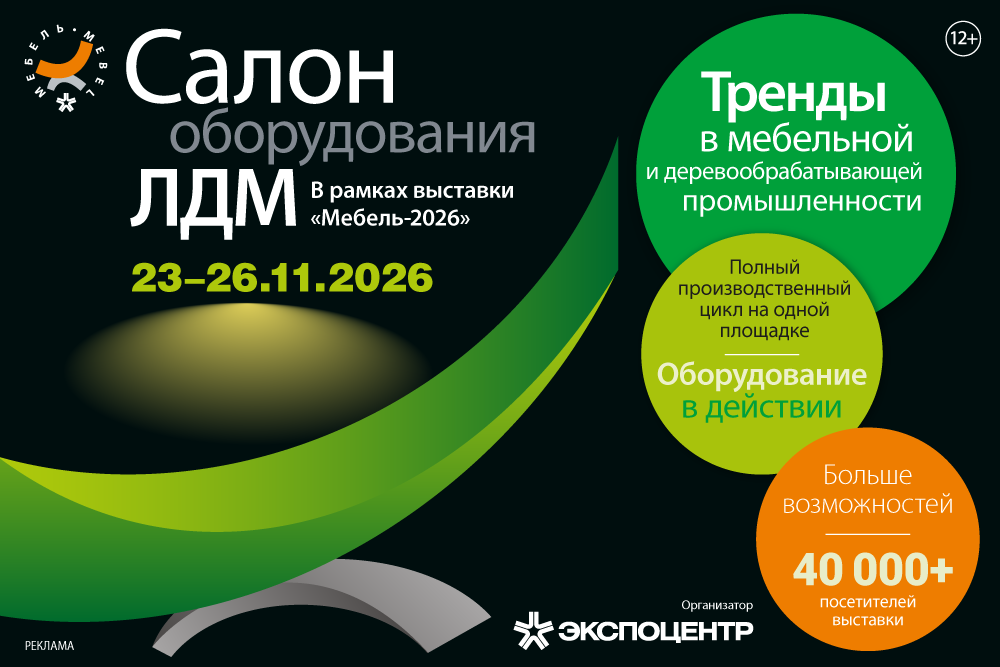 МЕБЕЛЬ • MEBEL
Салон
оборудования
ЛДМ
В рамках выставки
«Мебель-2026»
23–26.11.2026
12+
Тренды
в мебельной
и деревообрабатывающей
промышленности
Полный
производственный
цикл на одной
площадке
Оборудование
в действии
Больше
возможностей
40 000+
посетителей
выставки
Организатор
ЭКСПОЦЕНТР
РЕКЛАМА